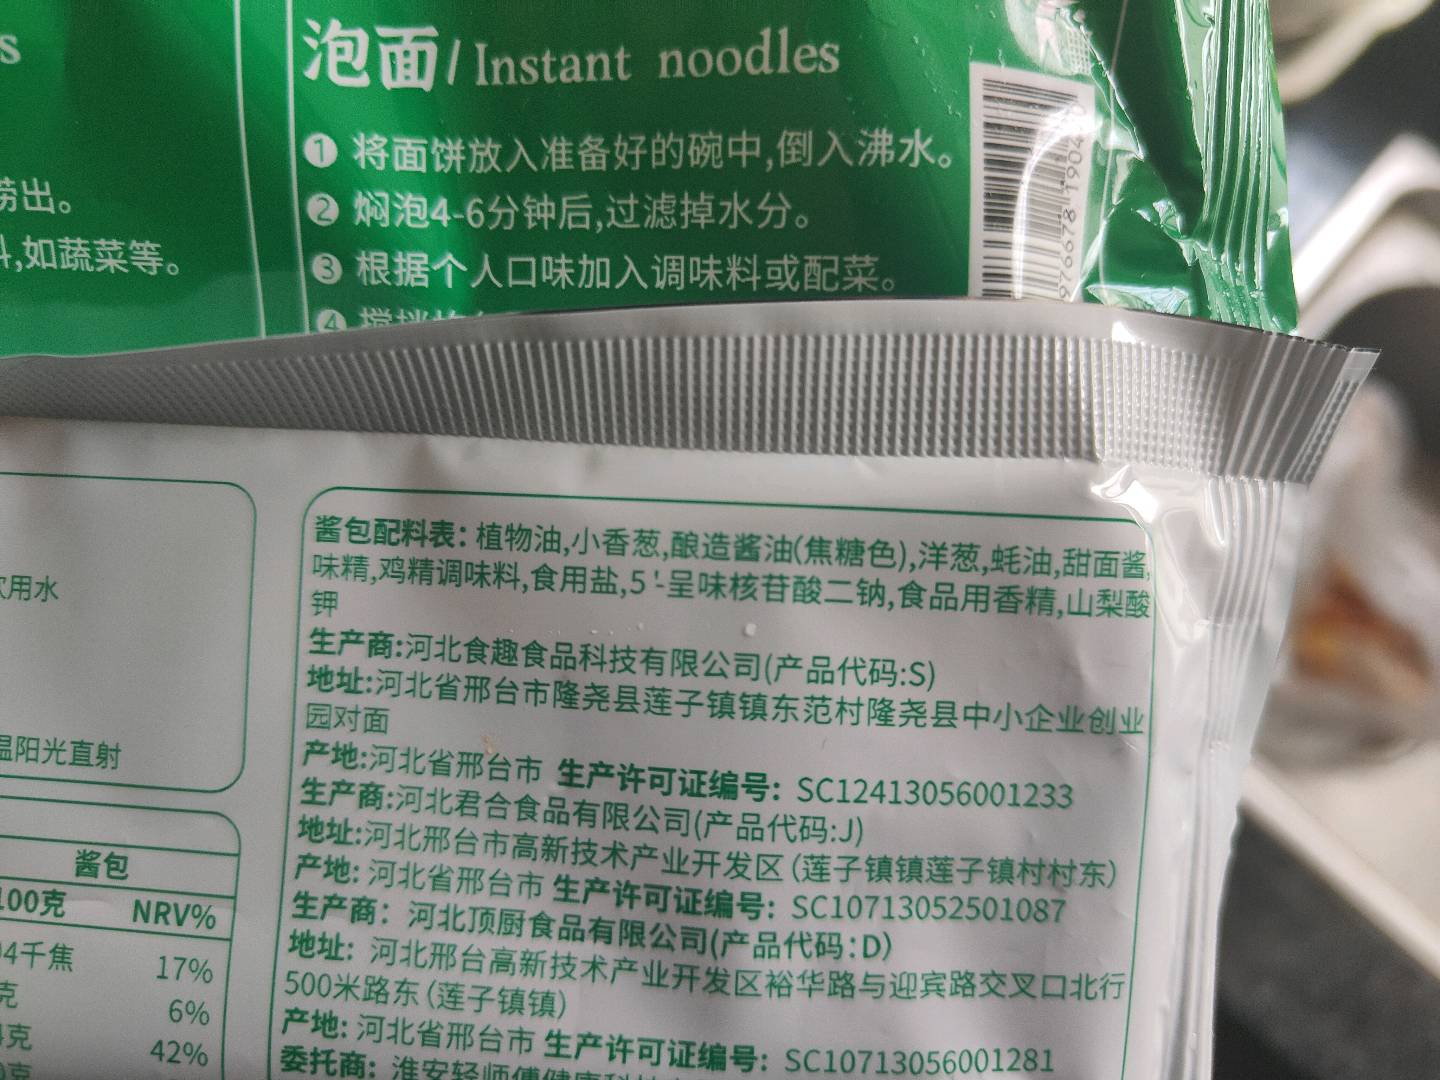 泡面/ Instant noodles
① 将面饼放入准备好的碗中,倒入沸水。
② 焖泡4-6分钟后,过滤掉水分。
③ 根据个人口味加入调味料或配菜。
④
出。
,如蔬菜等。
976678 1904
用水
阳光直射
酱包
100克 NRV%
4千焦 17%
克 6%
克 42%
酱包配料表: 植物油,小香葱,酿造酱油(焦糖色),洋葱,蚝油,甜面酱,
味精,鸡精调味料,食用盐,5'-呈味核苷酸二钠,食品用香精,山梨酸
钾
生产商:河北食趣食品科技有限公司(产品代码:S)
地址:河北省邢台市隆尧县莲子镇镇东范村隆尧县中小企业创业
园对面
产地:河北省邢台市 生产许可证编号: SC12413056001233
生产商:河北君合食品有限公司(产品代码:J)
地址:河北邢台市高新技术产业开发区(莲子镇镇莲子镇村村东)
产地: 河北省邢台市 生产许可证编号: SC10713052501087
生产商: 河北顶厨食品有限公司(产品代码:D)
地址: 河北邢台高新技术产业开发区裕华路与迎宾路交叉口北行
500米路东(莲子镇镇)
产地: 河北省邢台市 生产许可证编号: SC10713056001281
委托商: 淮安轻师傅健康科技